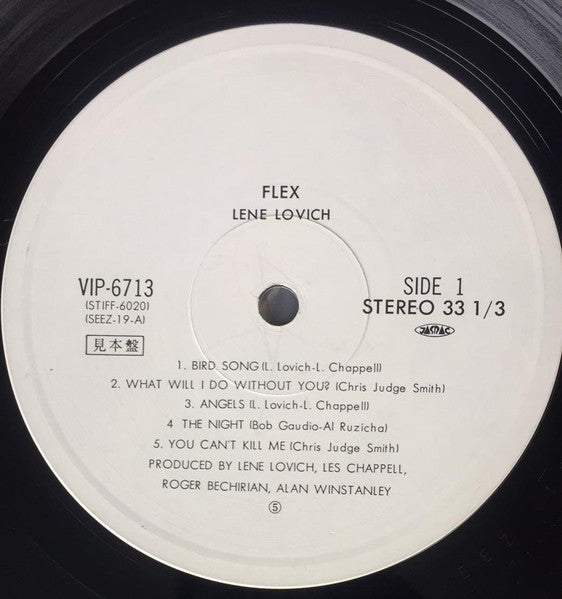 FLEX
LENE LOVICH
VIP-6713
(STIFF-6020)
(SEEZ-19-A)
見本盤
SIDE 1
STEREO 33 1/3
JASRAC
1. BIRD SONG(L. Lovich-L. Chappell)
2. WHAT WILL I DO WITHOUT YOU? (Chris Judge Smith)
3. ANGELS (L. Lovich-L. Chappell)
4 THE NIGHT (Bob Gaudio-Al Ruzicha)
5. YOU CAN'T KILL ME (Chris Judge Smith)
PRODUCED BY LENE LOVICH, LES CHAPPELL,
ROGER BECHIRIAN, ALAN WINSTANLEY
⑤